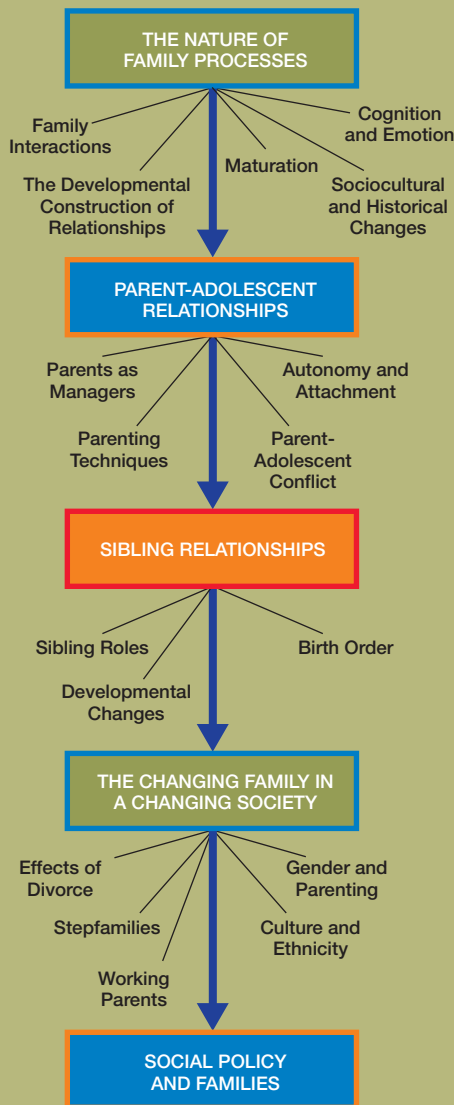 THE NATURE OF
FAMILY PROCESSES
Family
Interactions
The Developmental
Construction of
Relationships
Maturation
Cognition
and Emotion
Sociocultural
and Historical
Changes
PARENT-ADOLESCENT
RELATIONSHIPS
Parents as
Managers
Parenting
Techniques
Autonomy and
Attachment
Parent-
Adolescent
Conflict
SIBLING RELATIONSHIPS
Sibling Roles
Developmental
Changes
Birth Order
THE CHANGING FAMILY IN
A CHANGING SOCIETY
Effects of
Divorce
Stepfamilies
Working
Parents
Gender and
Parenting
Culture and
Ethnicity
SOCIAL POLICY
AND FAMILIES